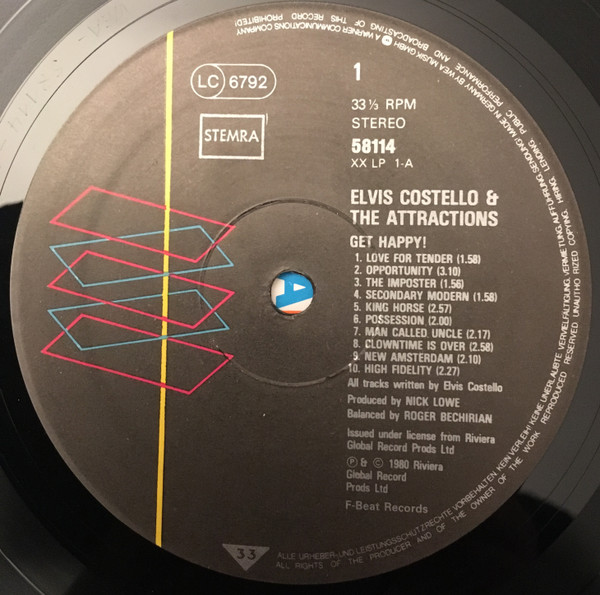 LC 6792
STEMRA
1
33 ⅓ RPM
STEREO
58114
XX LP 1-A
ELVIS COSTELLO &
THE ATTRACTIONS
GET HAPPY!
1. LOVE FOR TENDER (1.58)
2. OPPORTUNITY (3.10)
3. THE IMPOSTER (1.56)
4. SECONDARY MODERN (1.58)
5. KING HORSE (2.57)
6. POSSESSION (2.00)
7. MAN CALLED UNCLE (2.17)
8. CLOWNTIME IS OVER (2.58)
9. NEW AMSTERDAM (2.10)
10. HIGH FIDELITY (2.27)
All tracks written by Elvis Costello
Produced by NICK LOWE
Balanced by ROGER BECHIRIAN
Issued under license from Riviera
Global Record Prods Ltd
Ⓟ & © 1980 Riviera
Global Record
Prods Ltd
F-Beat Records
33
ALLE URHEBER-UND LEISTUNGSSCHUTZRECHTE VORBEHALTEN. KEIN VERLEIH! KEINE UNERLAUBTE VERVIELFÄLTIGUNG, VERMIETUNG, AUFFÜHRUNG, SENDUNG! MADE IN GERMANY BY WEA MUSIK GMBH A WARNER COMMUNICATIONS COMPANY
ALL RIGHTS OF THE PRODUCER AND OF THE OWNER OF THE WORK REPRODUCED RESERVED. UNAUTHORIZED COPYING, HIRING, LENDING, PUBLIC PERFORMANCE AND BROADCASTING OF THIS RECORD PROHIBITED!
A